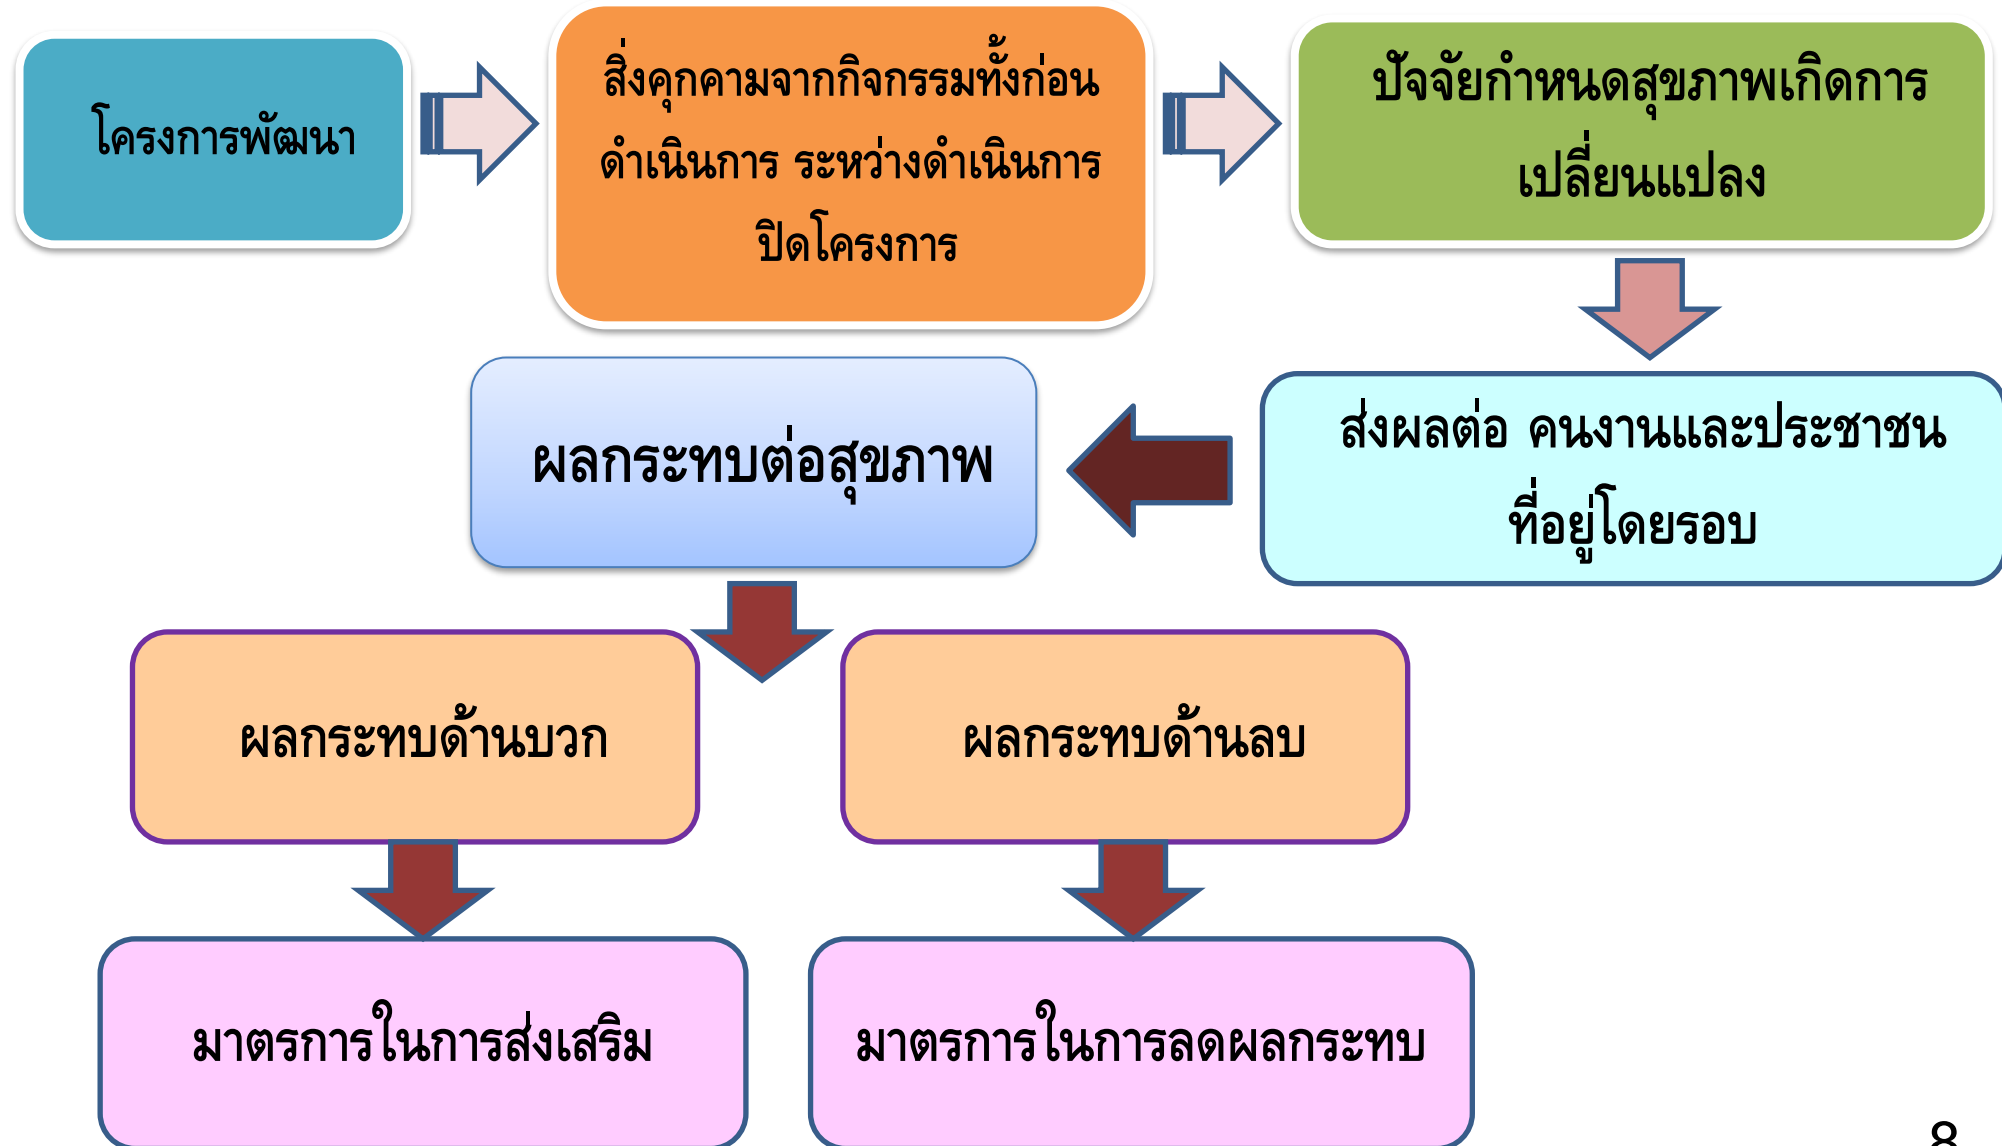 โครงการพัฒนา
สิ่งคุกคามจากกิจกรรมทั้งก่อน
ดำเนินการ ระหว่างดำเนินการ
ปิดโครงการ
ปัจจัยกำหนดสุขภาพเกิดการ
เปลี่ยนแปลง
ส่งผลต่อ คนงานและประชาชน
ที่อยู่โดยรอบ
ผลกระทบต่อสุขภาพ
ผลกระทบด้านบวก
ผลกระทบด้านลบ
มาตรการในการส่งเสริม
มาตรการในการลดผลกระทบ
8